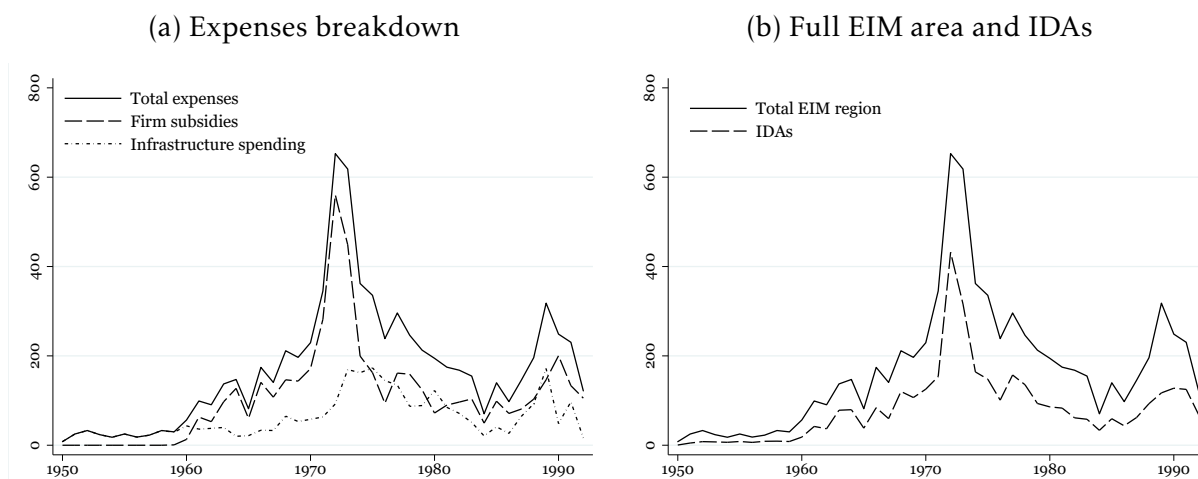 (a) Expenses breakdown
800
600
400
200
0
Total expenses
Firm subsidies
Infrastructure spending
1950 1960 1970 1980 1990
(b) Full EIM area and IDAs
800
600
400
200
0
Total EIM region
IDAs
1950 1960 1970 1980 1990